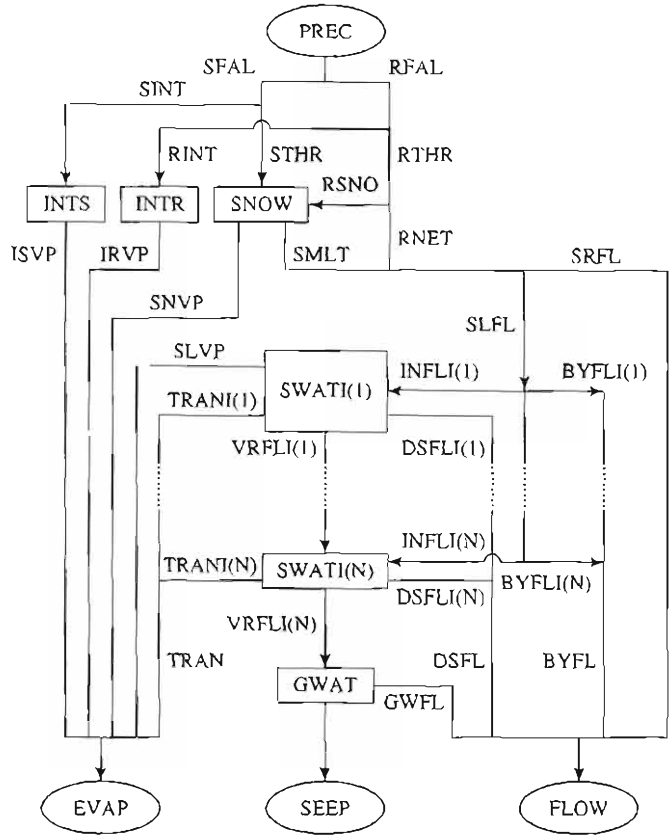 PREC
SFAL RFAL
SINT
RINT STHR RTHR
RSNO
INTS INTR SNOW
RNET
ISVP IRVP SMLT SRFL
SNVP
SLFL
SLVP
INFLI(1) BYFLI(1)
SWATI(1)
TRANI(1)
VRFLI(1) DSFLI(1)
INFLI(N)
TRANI(N) SWATI(N)
BYFLI(N)
DSFLI(N)
VRFLI(N)
TRAN DSFL BYFL
GWAT
GWFL
EVAP SEEP FLOW